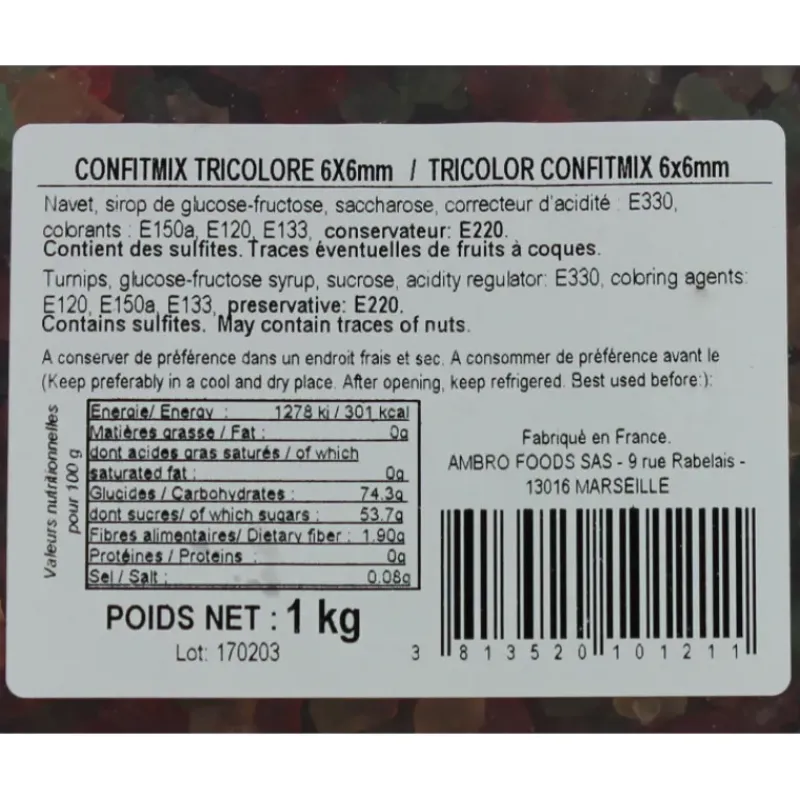 CONFITMIX TRICOLORE 6X6mm / TRICOLOR CONFITMIX 6x6mm
Navet, sirop de glucose-fructose, saccharose, correcteur d'acidité : E330,
colorants : E150a, E120, E133, conservateur: E220.
Contient des sulfites. Traces éventuelles de fruits à coques.
Turnips, glucose-fructose syrup, sucrose, acidity regulator: E330, coloring agents:
E120, E150a, E133, preservative: E220.
Contains sulfites. May contain traces of nuts.
A conserver de préférence dans un endroit frais et sec. A consommer de préférence avant le
(Keep preferably in a cool and dry place. After opening, keep refrigered. Best used before:):
Valeurs nutritionnelles
pour 100 g
Energie/ Energy : 1278 kj / 301 kcal
Matières grasse / Fat : 0g
dont acides gras saturés / of which
saturated fat : 0g
Glucides / Carbohydrates : 74.3g
dont sucres/ of which sugars : 53.7g
Fibres alimentaires/ Dietary fiber : 1.90g
Protéines / Proteins : 0g
Sel / Salt : 0.08g
POIDS NET : 1 kg
Lot: 170203
Fabriqué en France.
AMBRO FOODS SAS - 9 rue Rabelais -
13016 MARSEILLE
3 813520 101211